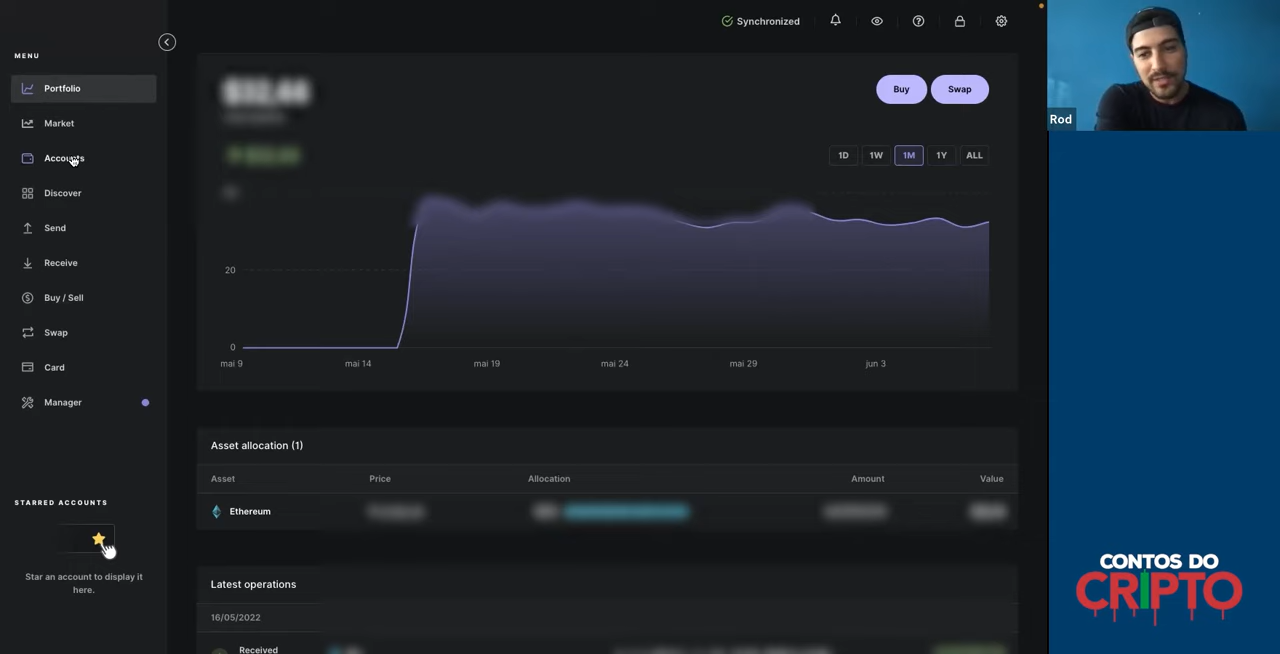 Synchronized
MENU
Portfolio
Market
Accounts
Discover
Send
Receive
Buy / Sell
Swap
Card
Manager
STARRED ACCOUNTS
Star an account to display it
here.
Buy Swap
1D 1W 1M 1Y ALL
20
0
mai 9 mai 14 mai 19 mai 24 mai 29 jun 3
Asset allocation (1)
Asset Price Allocation Amount Value
Ethereum
Latest operations
16/05/2022
Received
Rod
CONTOS DO
CRIPTO